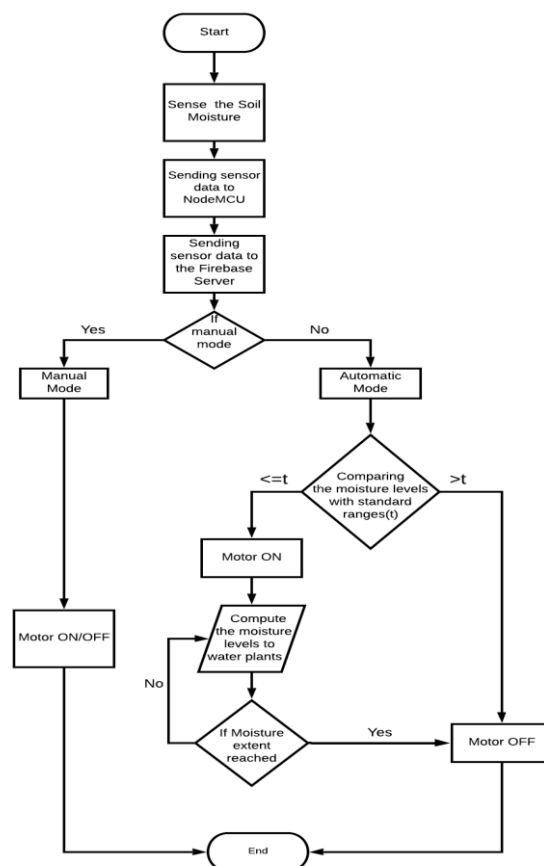 Start
Sense the Soil
Moisture
Sending sensor
data to
NodeMCU
Sending
sensor data to
the Firebase
Server
If
manual
mode
Yes
No
Manual
Mode
Automatic
Mode
Comparing
the moisture levels
with standard
ranges(t)
<=t
>t
Motor ON
Compute
the moisture
levels to
water plants
Motor ON/OFF
No
If Moisture
extent
reached
Yes
Motor OFF
End